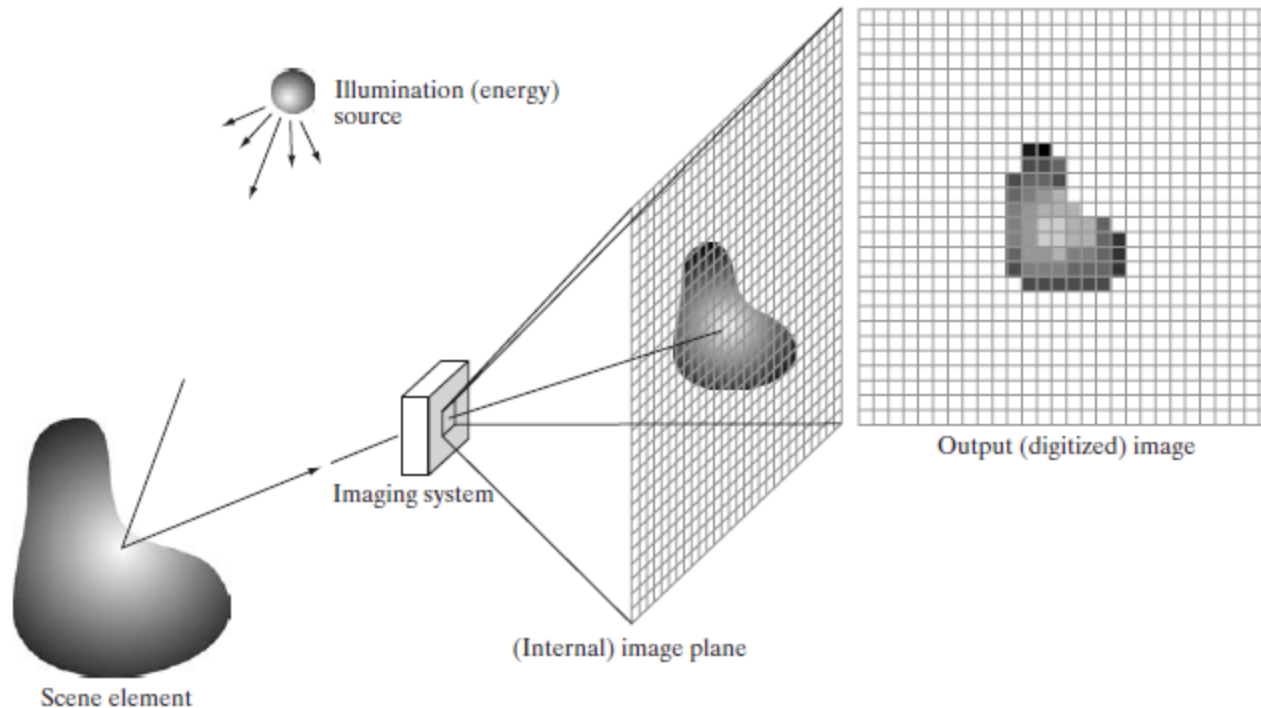 Illumination (energy)
source
Output (digitized) image
Imaging system
(Internal) image plane
Scene element